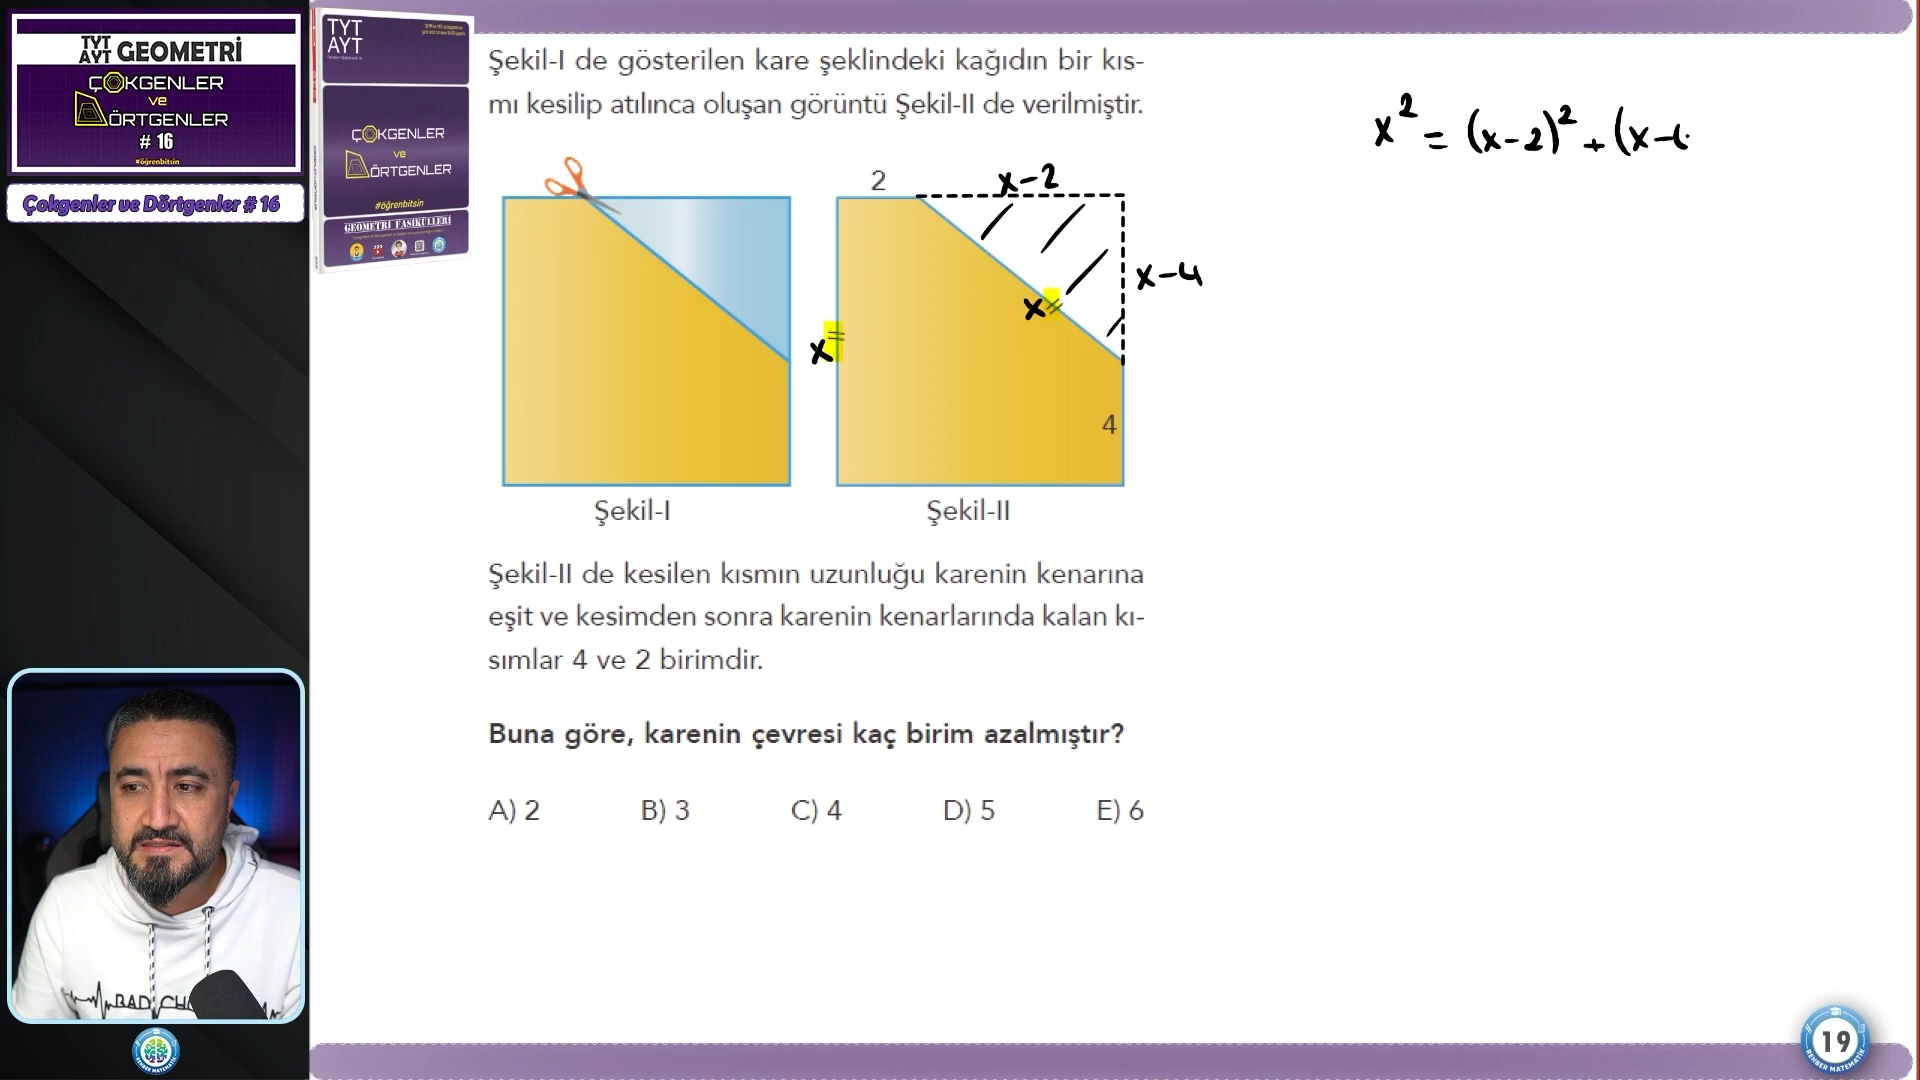 TYT
AYT GEOMETRİ
ÇOKGENLER
ve
DÖRTGENLER
# 16
#öğrenbitsin
Çokgenler ve Dörtgenler # 16
TYT
AYT
ÇOKGENLER
ve
DÖRTGENLER
#öğrenbitsin
GEOMETRİ FASİKÜLLERİ
Şekil-I de gösterilen kare şeklindeki kağıdın bir kıs-
mı kesilip atılınca oluşan görüntü Şekil-II de verilmiştir.
x² = (x-2)² + (x-
2
x-2
x-4
x
x
4
Şekil-I
Şekil-II
Şekil-II de kesilen kısmın uzunluğu karenin kenarına
eşit ve kesimden sonra karenin kenarlarında kalan kı-
sımlar 4 ve 2 birimdir.
Buna göre, karenin çevresi kaç birim azalmıştır?
A) 2 B) 3 C) 4 D) 5 E) 6
BAD
19
REHBER MATEMATİK